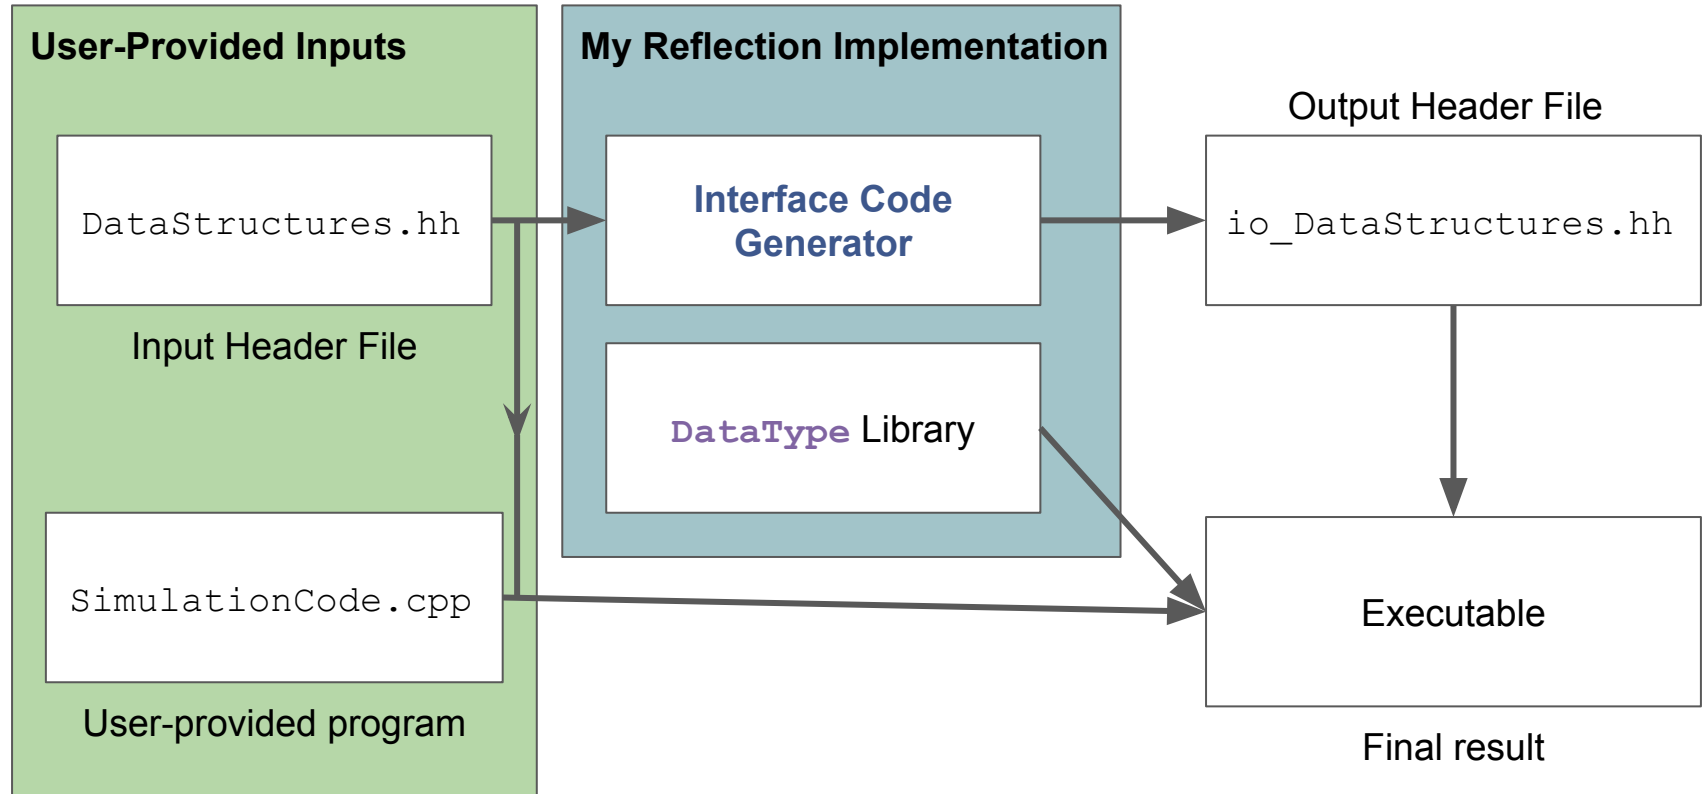 User-Provided Inputs
My Reflection Implementation
Output Header File
DataStructures.hh
Interface Code
Generator
io_DataStructures.hh
Input Header File
DataType Library
SimulationCode.cpp
Executable
User-provided program
Final result